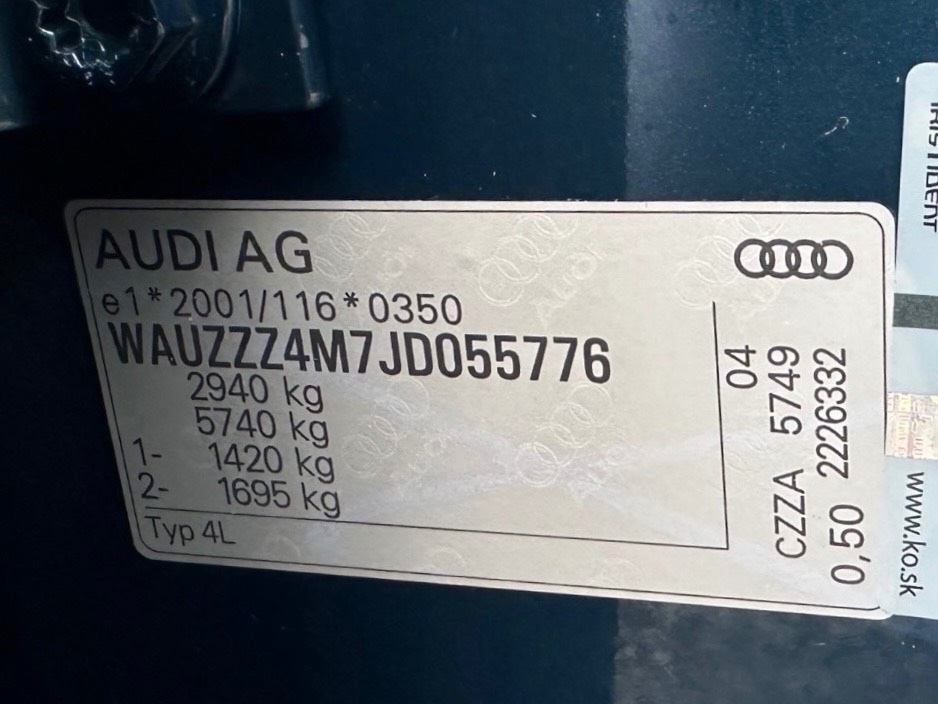 AUDI AG
e1*2001/116*0350
WAUZZZ4M7JD055776
2940 kg
5740 kg
1- 1420 kg
2- 1695 kg
Typ 4L
04
CZZA 5749
0,50 2226332
www.ko.sk